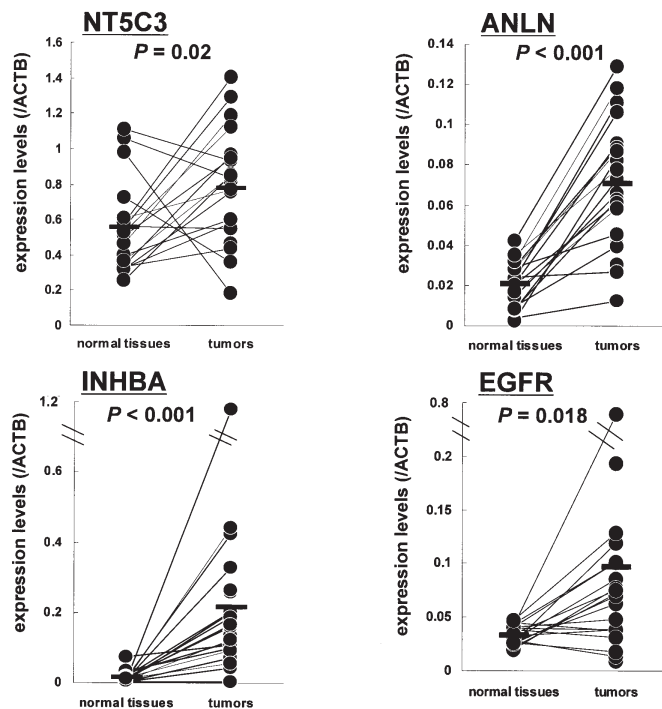 NT5C3
P = 0.02
expression levels (/ACTB)
1.6
1.4
1.2
1
0.8
0.6
0.4
0.2
0
normal tissues
tumors
ANLN
P < 0.001
expression levels (/ACTB)
0.14
0.12
0.1
0.08
0.06
0.04
0.02
0
normal tissues
tumors
INHBA
P < 0.001
expression levels (/ACTB)
1.2
0.6
0.4
0.2
0
normal tissues
tumors
EGFR
P = 0.018
expression levels (/ACTB)
0.8
0.2
0.15
0.1
0.05
0
normal tissues
tumors